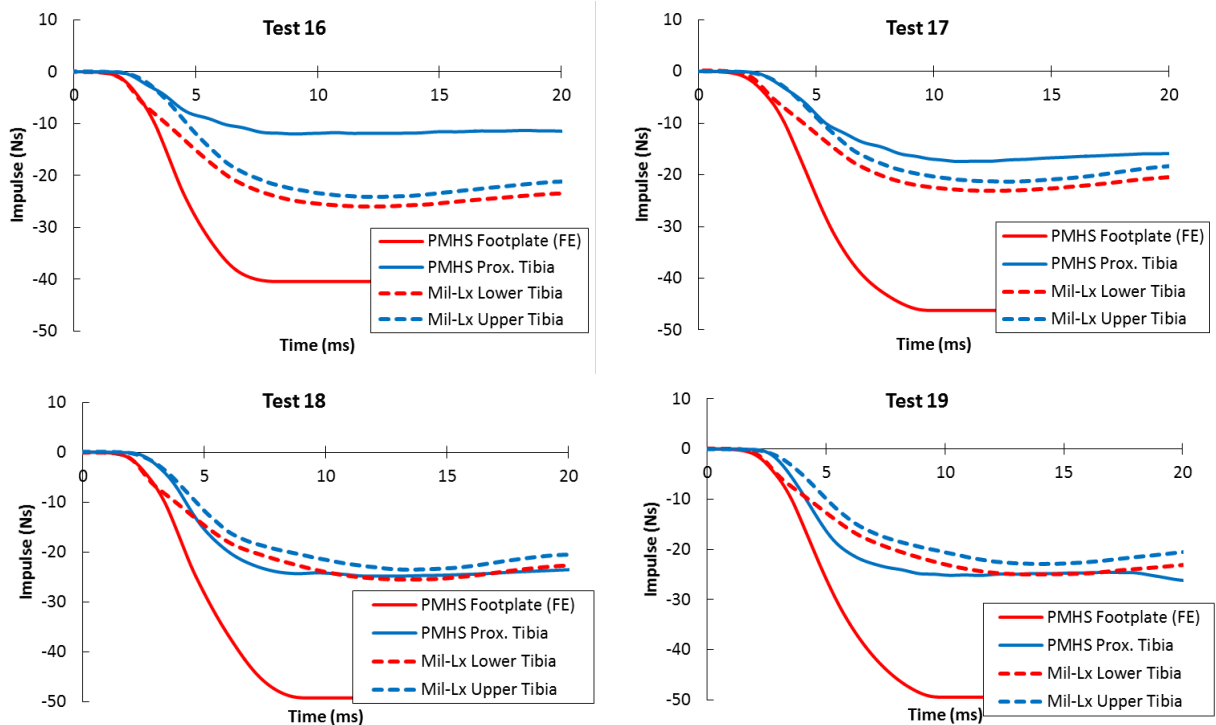 Test 16
10
0
-10
-20
-30
-40
-50
0 5 10 15 20
Impulse (Ns)
Time (ms)
PMHS Footplate (FE)
PMHS Prox. Tibia
Mil-Lx Lower Tibia
Mil-Lx Upper Tibia
Test 17
10
0
-10
-20
-30
-40
-50
0 5 10 15 20
Impulse (Ns)
Time (ms)
PMHS Footplate (FE)
PMHS Prox. Tibia
Mil-Lx Lower Tibia
Mil-Lx Upper Tibia
Test 18
10
0
-10
-20
-30
-40
-50
0 5 10 15 20
Impulse (Ns)
Time (ms)
PMHS Footplate (FE)
PMHS Prox. Tibia
Mil-Lx Lower Tibia
Mil-Lx Upper Tibia
Test 19
10
0
-10
-20
-30
-40
-50
0 5 10 15 20
Impulse (Ns)
Time (ms)
PMHS Footplate (FE)
PMHS Prox. Tibia
Mil-Lx Lower Tibia
Mil-Lx Upper Tibia